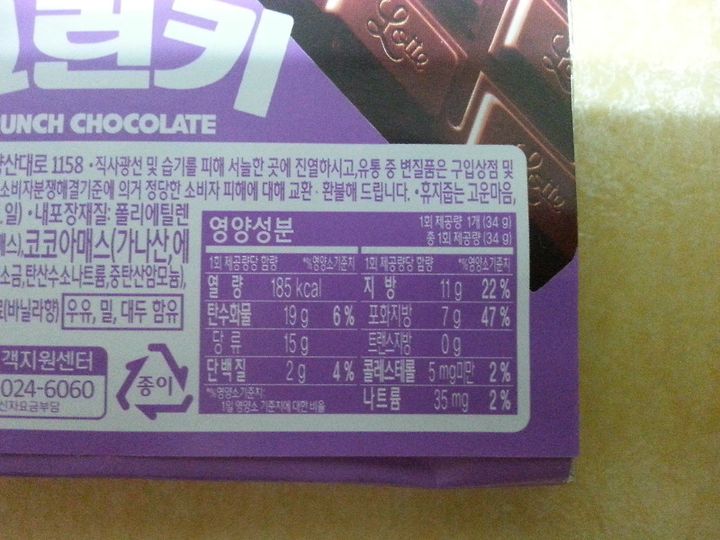 크런키
UNCH CHOCOLATE
Lotte
Lotte
산대로 1158 •직사광선 및 습기를 피해 서늘한 곳에 진열하시고,유통 중 변질품은 구입상점 및
소비자분쟁해결기준에 의거 정당한 소비자 피해에 대해 교환 · 환불해 드립니다. •휴지줍는 고운마음,
일) •내포장재질: 폴리에틸렌
코코아매스(가나산,에
소금,탄산수소나트륨,중탄산암모늄),
(바닐라향) 우유, 밀, 대두 함유
객지원센터
024-6060
신자요금부담
종이
영양성분
1회 제공량 1개 (34 g)
총 1회 제공량 (34 g)
1회 제공량당 함량 *%영양소기준치 1회 제공량당 함량 *%영양소기준치
열 량 185 kcal 지 방 11 g 22 %
탄수화물 19 g 6 % 포화지방 7 g 47 %
당 류 15 g 트랜스지방 0 g
단백질 2 g 4 % 콜레스테롤 5 mg미만 2 %
*%영양소기준치: 나트륨 35 mg 2 %
1일 영양소 기준치에 대한 비율